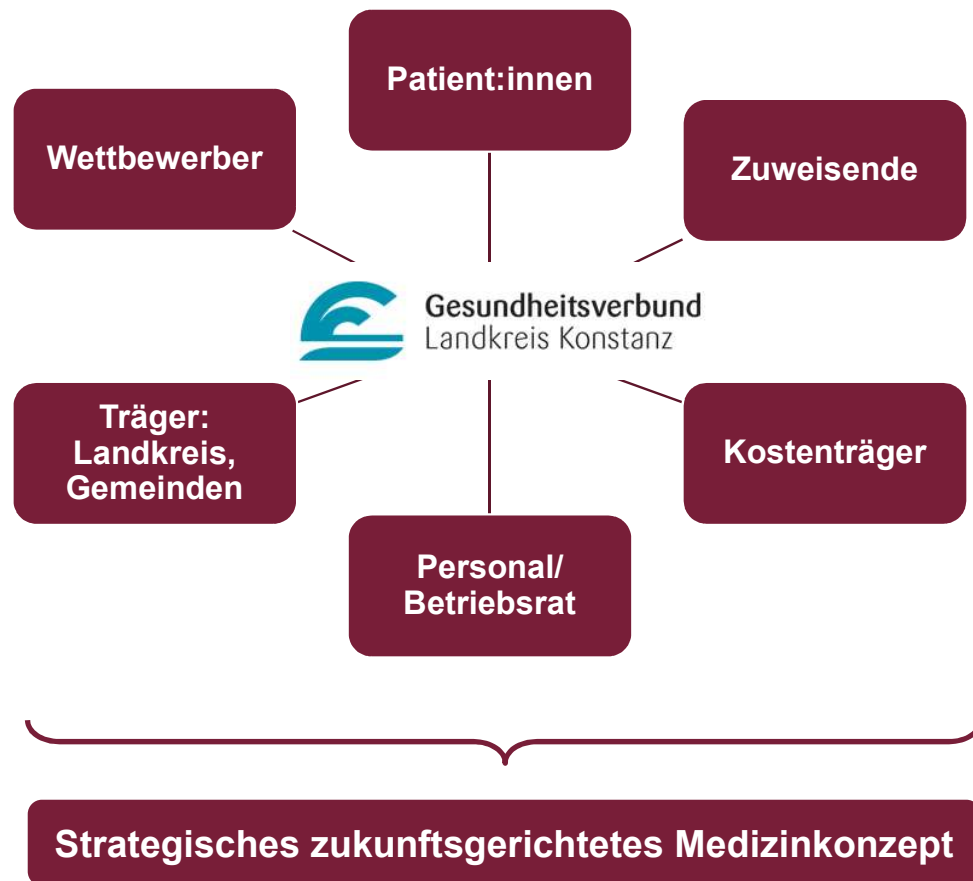 Patient:innen
Wettbewerber
Zuweisende
Gesundheitsverbund
Landkreis Konstanz
Träger:
Landkreis,
Gemeinden
Kostenträger
Personal/
Betriebsrat
Strategisches zukunftsgerichtetes Medizinkonzept